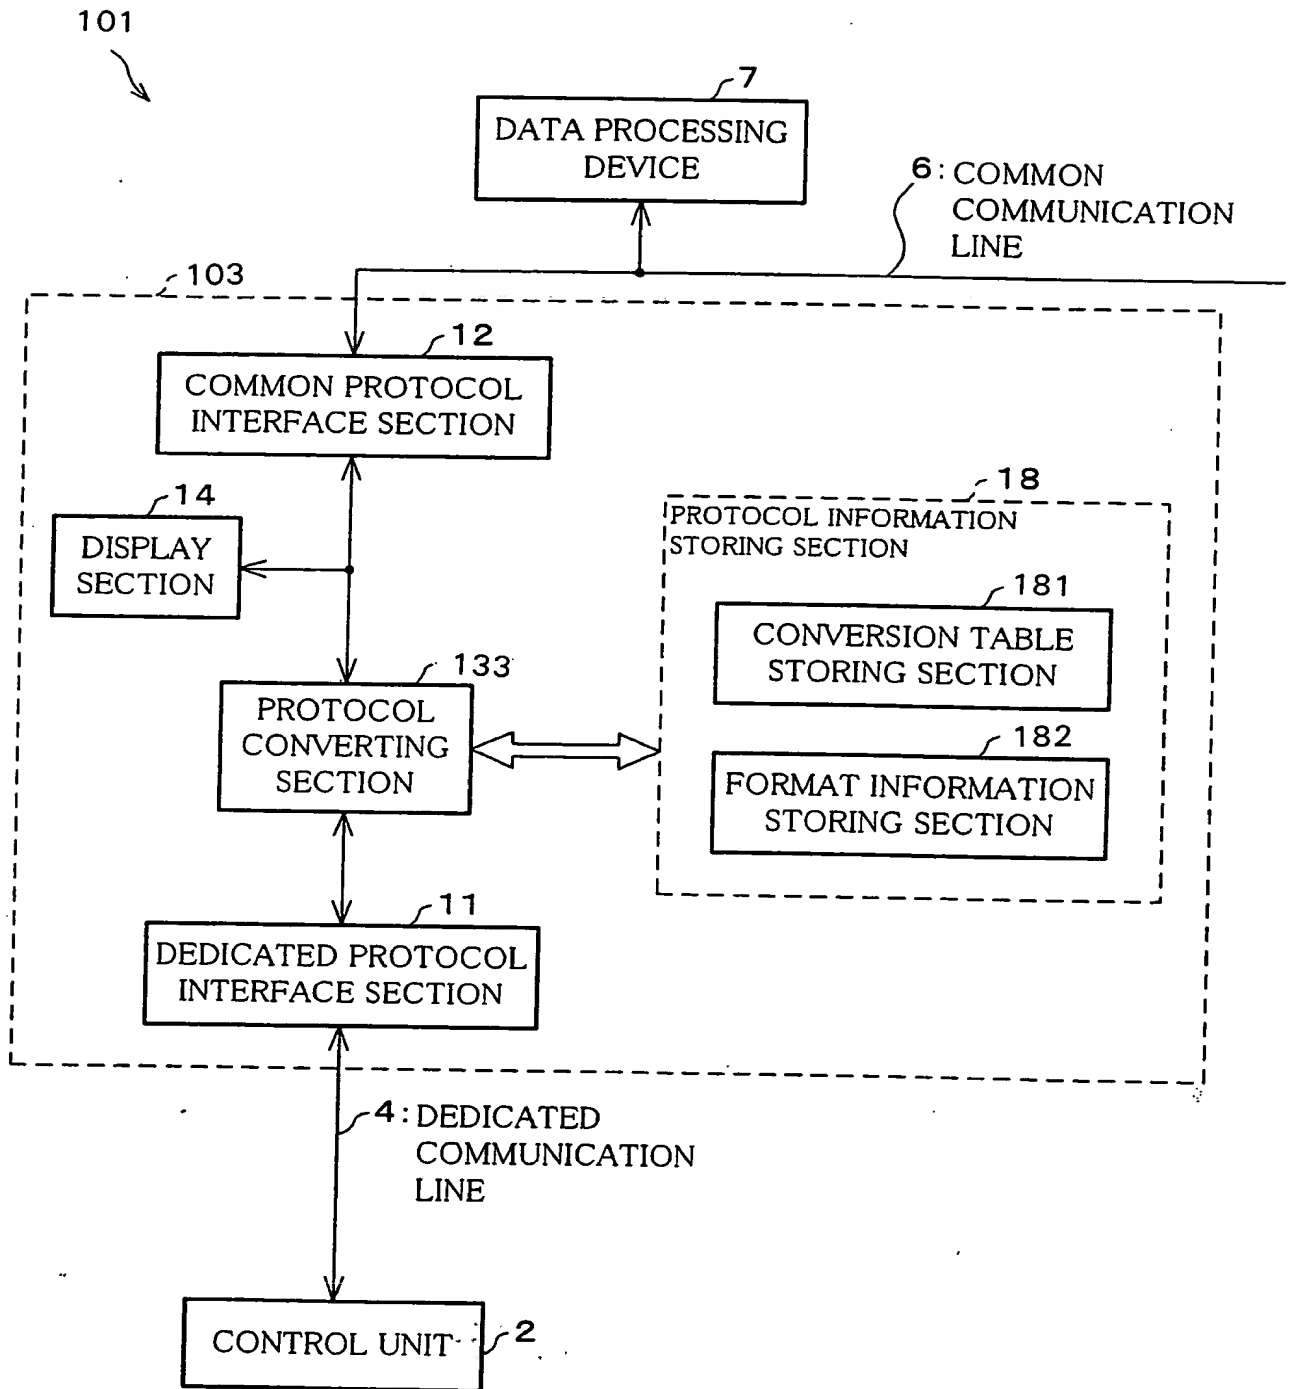 101
7
DATA PROCESSING
DEVICE
6: COMMON
COMMUNICATION
LINE
103
12
COMMON PROTOCOL
INTERFACE SECTION
14
DISPLAY
SECTION
18
PROTOCOL INFORMATION
STORING SECTION
181
CONVERSION TABLE
STORING SECTION
133
PROTOCOL
CONVERTING
SECTION
182
FORMAT INFORMATION
STORING SECTION
11
DEDICATED PROTOCOL
INTERFACE SECTION
4: DEDICATED
COMMUNICATION
LINE
CONTROL UNIT
2